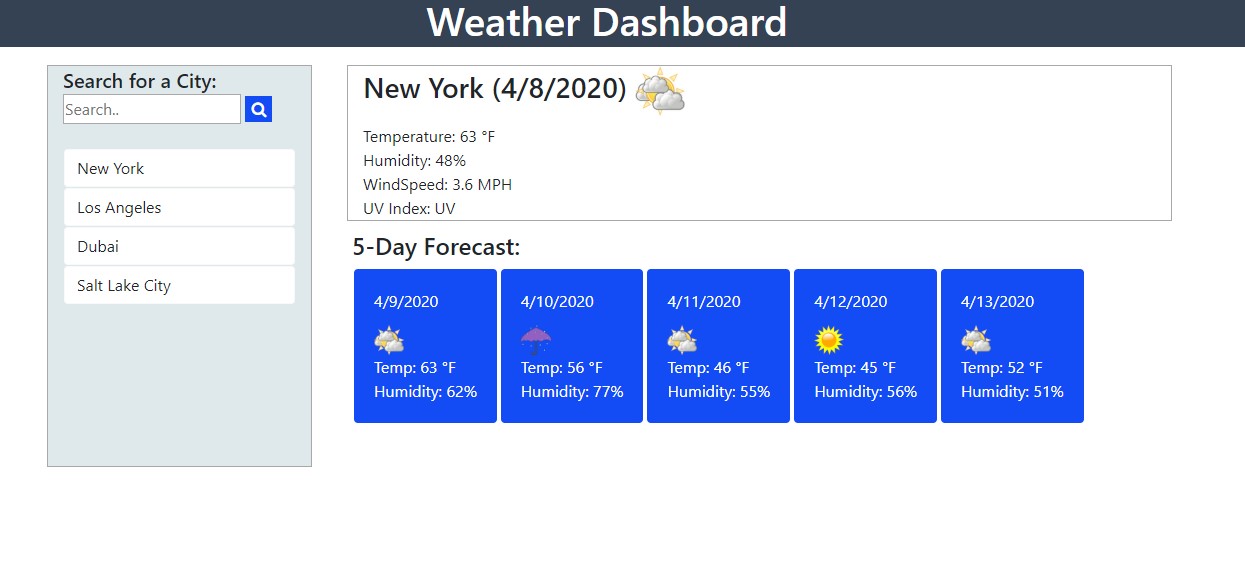 Weather Dashboard
Search for a City:
Search..
New York
Los Angeles
Dubai
Salt Lake City
New York (4/8/2020)
Temperature: 63 °F
Humidity: 48%
WindSpeed: 3.6 MPH
UV Index: UV
5-Day Forecast:
4/9/2020
Temp: 63 °F
Humidity: 62%
4/10/2020
Temp: 56 °F
Humidity: 77%
4/11/2020
Temp: 46 °F
Humidity: 55%
4/12/2020
Temp: 45 °F
Humidity: 56%
4/13/2020
Temp: 52 °F
Humidity: 51%